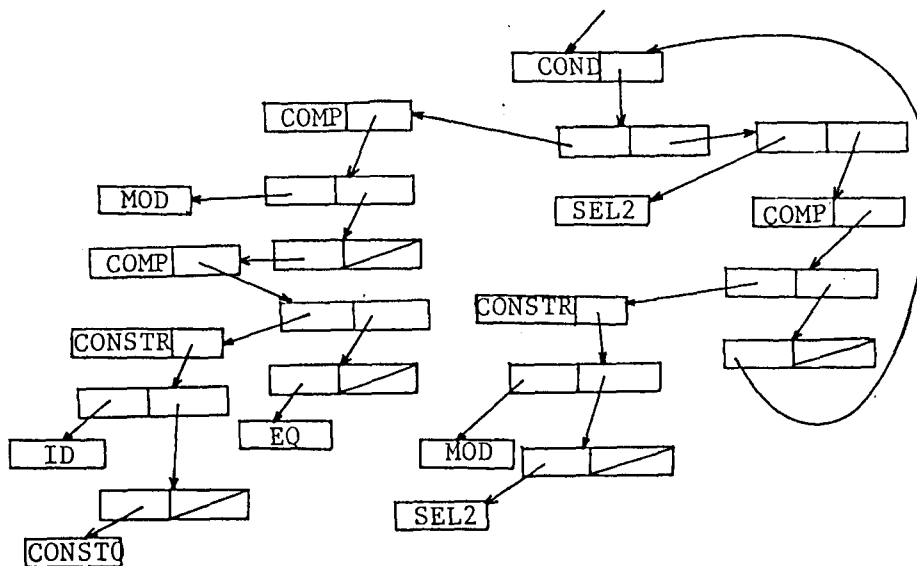 COND
COMP
MOD
SEL2
COMP
COMP
CONSTR
CONSTR
EQ
ID
MOD
SEL2
CONST0